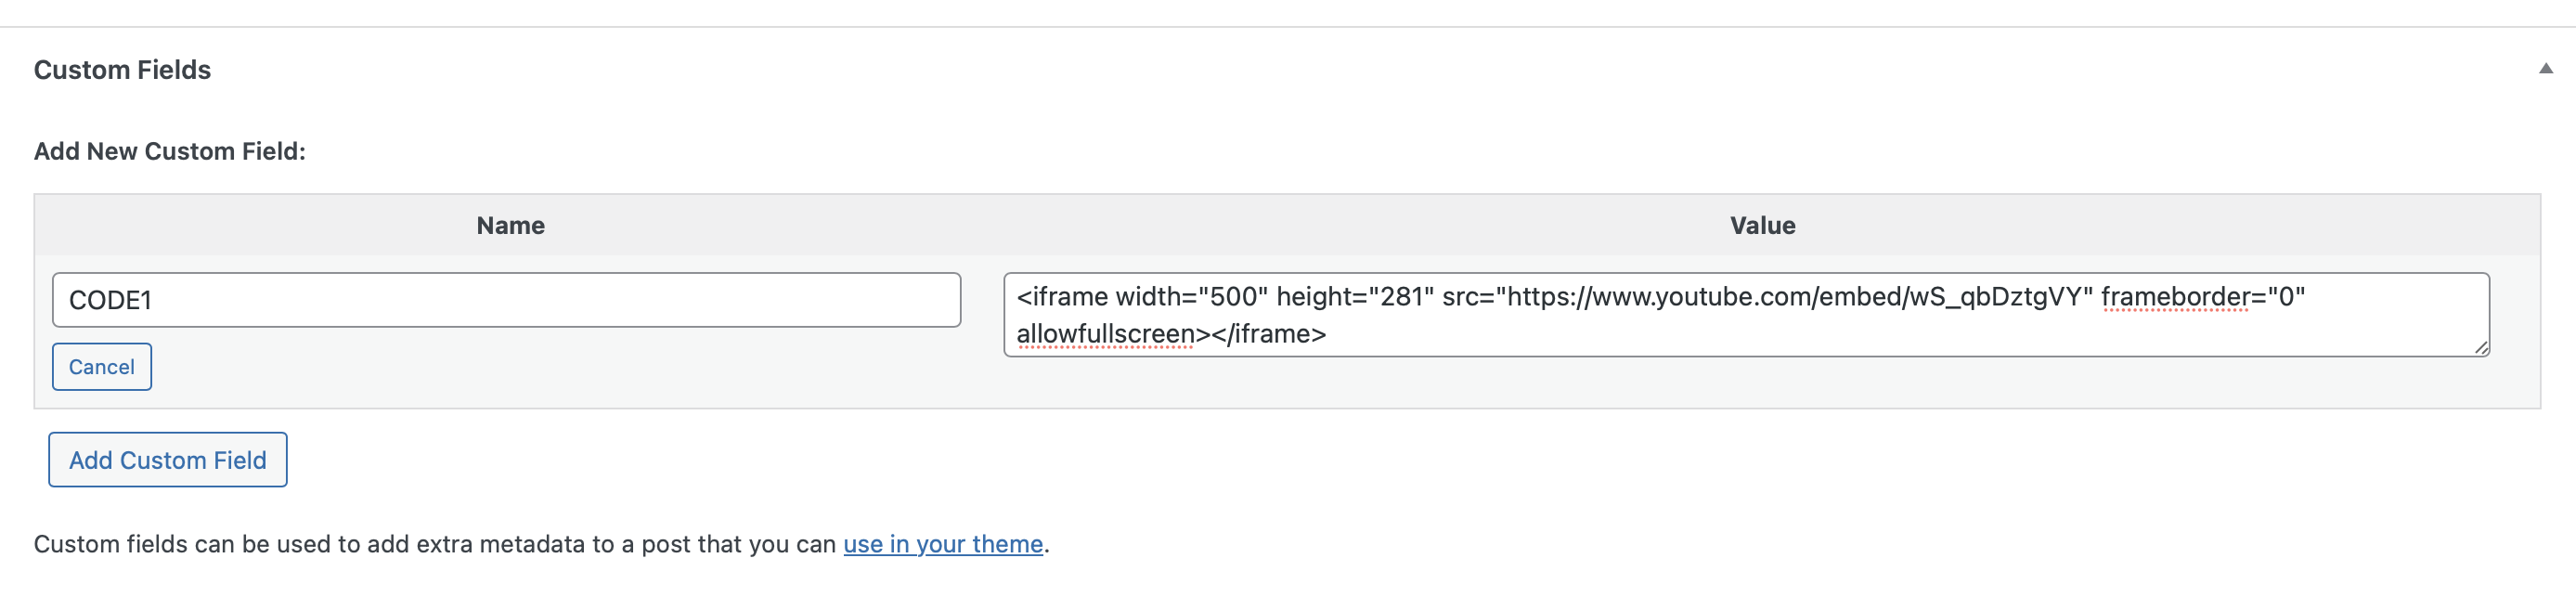 Custom Fields
Add New Custom Field:
Name Value
CODE1
<iframe width="500" height="281" src="https://www.youtube.com/embed/wS_qbDztgVY" frameborder="0"
allowfullscreen></iframe>
Cancel
Add Custom Field
Custom fields can be used to add extra metadata to a post that you can use in your theme.